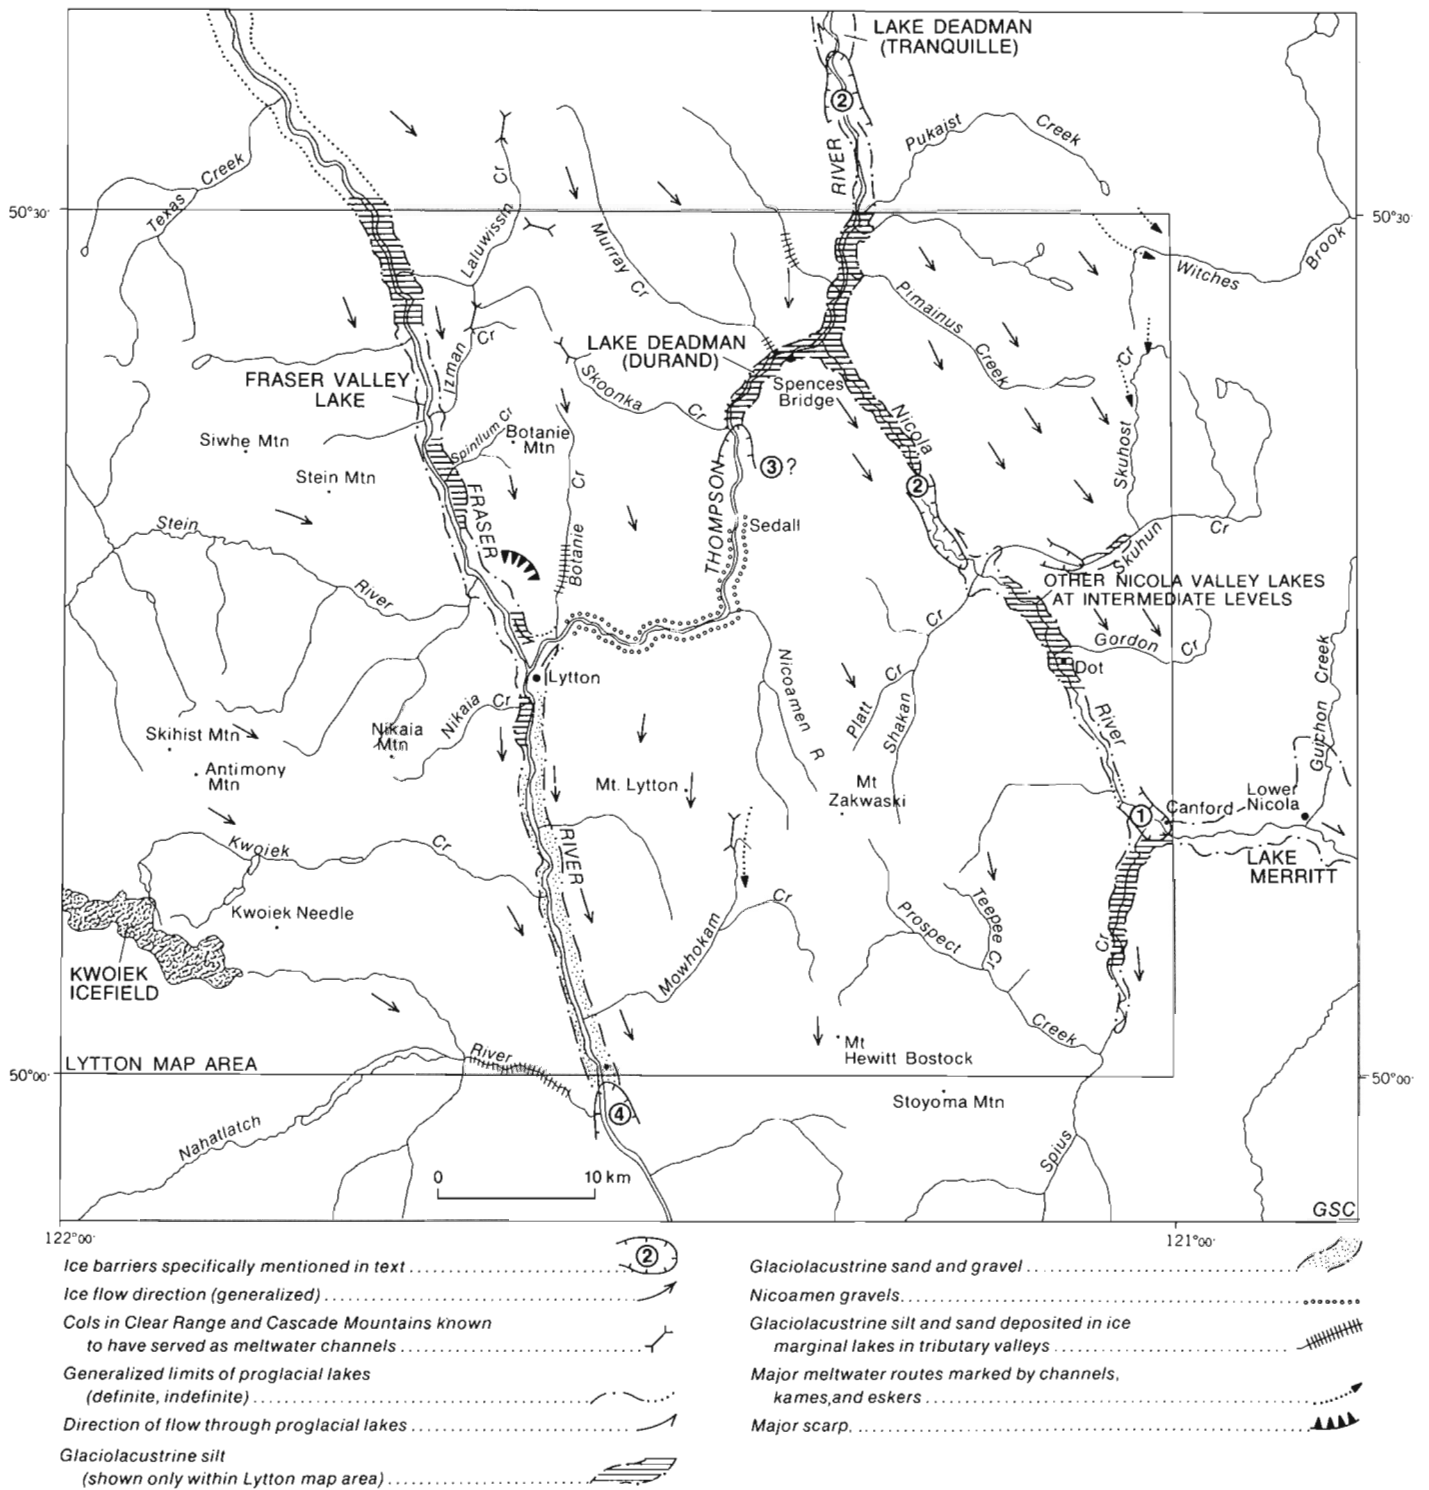 LAKE DEADMAN
(TRANQUILLE)
2
RIVER
Pukaist
Creek
Texas
Creek
50°30'
50°30'
Laluwissin
Cr
Murray
Cr
Witches
Brook
Pimainus
Creek
LAKE DEADMAN
(DURAND)
Izman
Cr
Skoonka
Cr
Spences
Bridge
FRASER VALLEY
LAKE
Nicola
Skuhost
Cr
Siwhe Mtn
Spintlum
Cr
Botanie
Mtn
Stein Mtn
3
?
2
FRASER
Botanie
Cr
THOMPSON
Sedall
Stein
River
Skuhun
Cr
OTHER NICOLA VALLEY LAKES
AT INTERMEDIATE LEVELS
Gordon
Cr
Cr
Dot
Lytton
Nicoamen
R
Platt
Cr
Shakan
River
Guichon
Creek
Nikaia
Cr
Skihist Mtn
Nikaia
Mtn
Antimony
Mtn
Mt. Lytton
Mt
Zakwaski
1
Canford
Lower
Nicola
LAKE
MERRITT
Kwoiek
Cr
RIVER
Kwoiek Needle
Mowhokam
Cr
Prospect
Teepee
Cr
Creek
Cr
KWOIEK
ICEFIELD
Mt
Hewitt Bostock
LYTTON MAP AREA
River
50°00'
50°00'
Stoyoma Mtn
4
Nahatlatch
Spius
0
10 km
GSC
122°00'
121°00'
Ice barriers specifically mentioned in text
2
Ice flow direction (generalized)
Cols in Clear Range and Cascade Mountains known
to have served as meltwater channels
Generalized limits of proglacial lakes
(definite, indefinite)
Direction of flow through proglacial lakes
Glaciolacustrine silt
(shown only within Lytton map area)
Glaciolacustrine sand and gravel
Nicoamen gravels
Glaciolacustrine silt and sand deposited in ice
marginal lakes in tributary valleys
Major meltwater routes marked by channels,
kames,and eskers
Major scarp